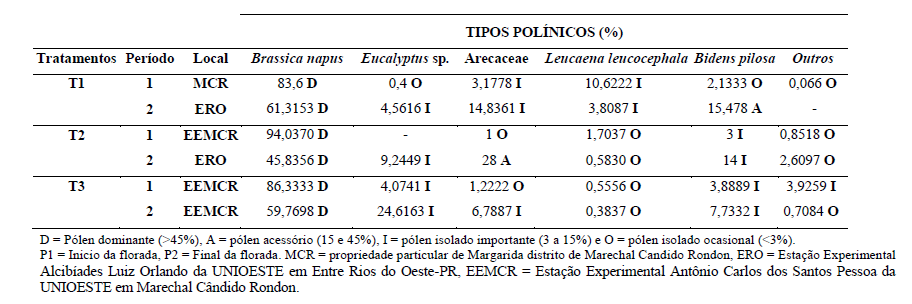 TIPOS POLÍNICOS (%)
Tratamentos Período Local Brassica napus Eucalyptus sp. Arecaceae Leucaena leucocephala Bidens pilosa Outros
T1 1 MCR 83,6 D 0,4 O 3,1778 I 10,6222 I 2,1333 O 0,066 O
2 ERO 61,3153 D 4,5616 I 14,8361 I 3,8087 I 15,478 A -
T2 1 EEMCR 94,0370 D - 1 O 1,7037 O 3 I 0,8518 O
2 ERO 45,8356 D 9,2449 I 28 A 0,5830 O 14 I 2,6097 O
T3 1 EEMCR 86,3333 D 4,0741 I 1,2222 O 0,5556 O 3,8889 I 3,9259 I
2 EEMCR 59,7698 D 24,6163 I 6,7887 I 0,3837 O 7,7332 I 0,7084 O
D = Pólen dominante (>45%), A = pólen acessório (15 e 45%), I = pólen isolado importante (3 a 15%) e O = pólen isolado ocasional (<3%).
P1 = Inicio da florada, P2 = Final da florada. MCR = propriedade particular de Margarida distrito de Marechal Candido Rondon, ERO = Estação Experimental
Alcibíades Luiz Orlando da UNIOESTE em Entre Rios do Oeste-PR, EEMCR = Estação Experimental Antônio Carlos dos Santos Pessoa da
UNIOESTE em Marechal Cândido Rondon.